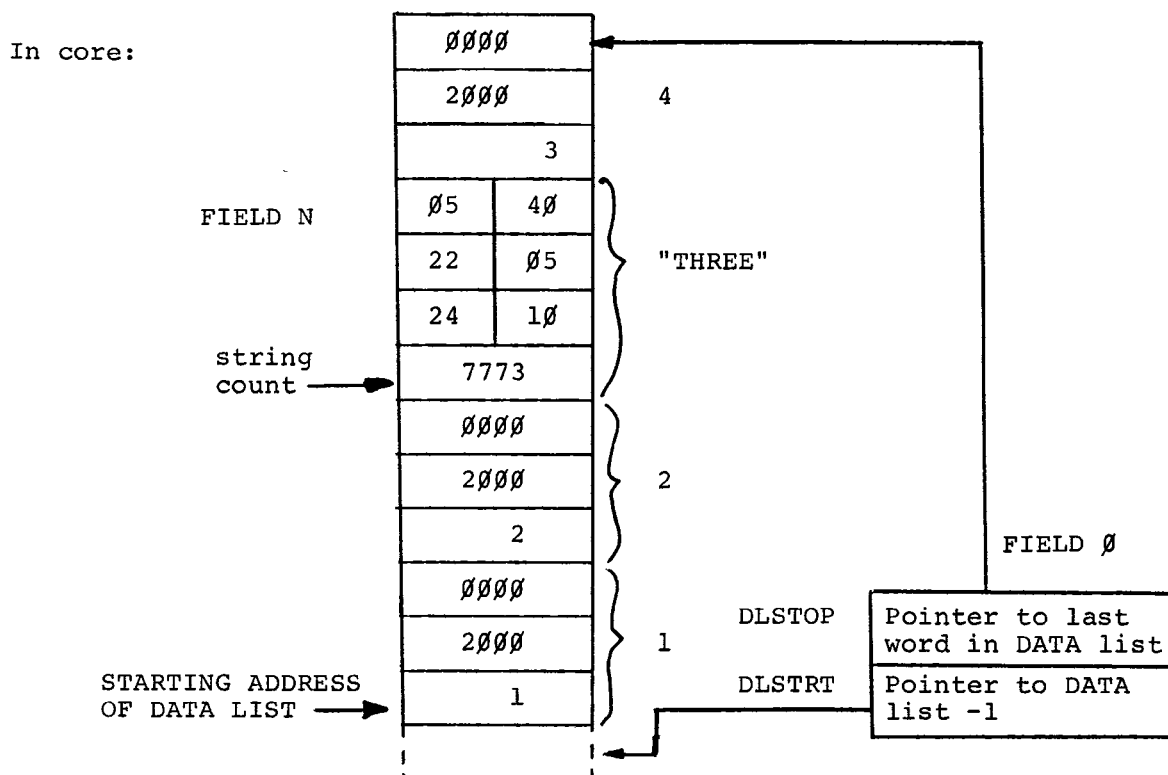 In core:
ØØØØ
2ØØØ 4
3
FIELD N
Ø5 4Ø
22 Ø5 "THREE"
24 1Ø
string
count
7773
ØØØØ
2ØØØ 2
2
FIELD Ø
ØØØØ
2ØØØ 1
1
STARTING ADDRESS
OF DATA LIST
DLSTOP Pointer to last
word in DATA list
DLSTRT Pointer to DATA
list -1